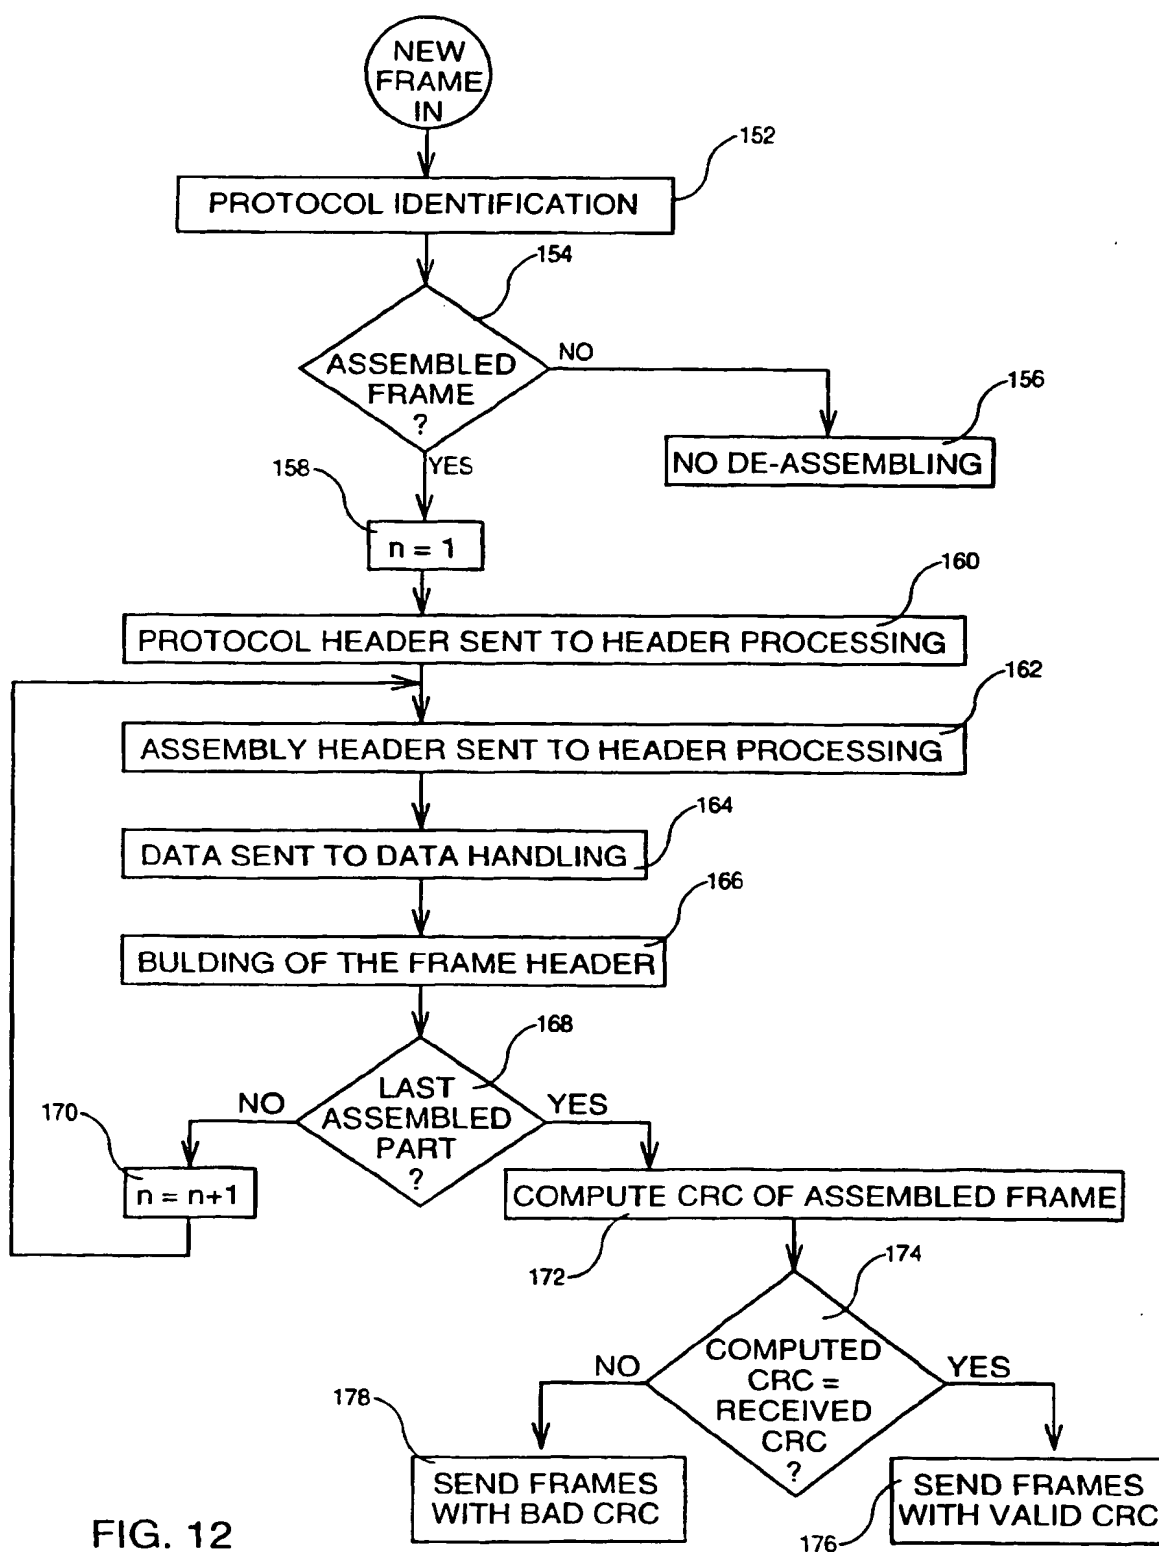 NEW
FRAME
IN
152
PROTOCOL IDENTIFICATION
154
ASSEMBLED
FRAME
?
NO
156
NO DE-ASSEMBLING
YES
158
n = 1
160
PROTOCOL HEADER SENT TO HEADER PROCESSING
162
ASSEMBLY HEADER SENT TO HEADER PROCESSING
164
DATA SENT TO DATA HANDLING
166
BULDING OF THE FRAME HEADER
168
LAST
ASSEMBLED
PART
?
NO
YES
170
n = n+1
COMPUTE CRC OF ASSEMBLED FRAME
172
174
COMPUTED
CRC =
RECEIVED
CRC
?
NO
YES
178
SEND FRAMES
WITH BAD CRC
SEND FRAMES
WITH VALID CRC
176
FIG. 12